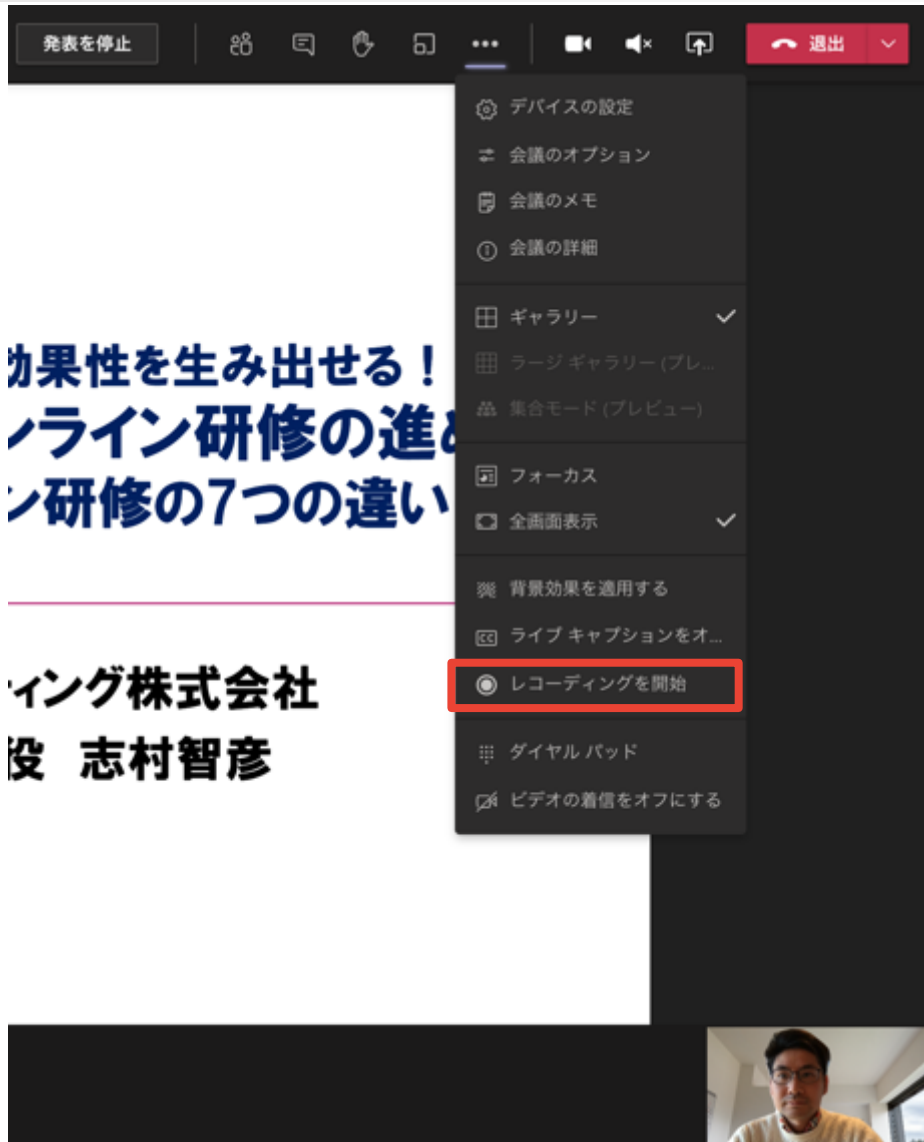 発表を停止
退出
デバイスの設定
会議のオプション
会議のメモ
会議の詳細
ギャラリー
ラージ ギャラリー (プレ...
集合モード (プレビュー)
フォーカス
全画面表示
背景効果を適用する
CC ライブ キャプションをオ...
レコーディングを開始
ダイヤル パッド
ビデオの着信をオフにする
効果性を生み出せる！
ンライン研修の進
ン研修の7つの違い
ィング株式会社
役 志村智彦